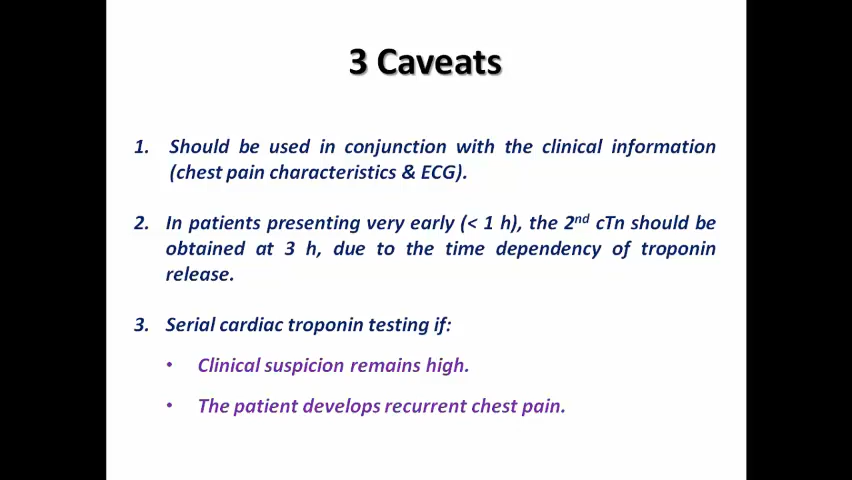 3 Caveats
1. Should be used in conjunction with the clinical information
(chest pain characteristics & ECG).
2. In patients presenting very early (< 1 h), the 2nd cTn should be
obtained at 3 h, due to the time dependency of troponin
release.
3. Serial cardiac troponin testing if:
• Clinical suspicion remains high.
• The patient develops recurrent chest pain.